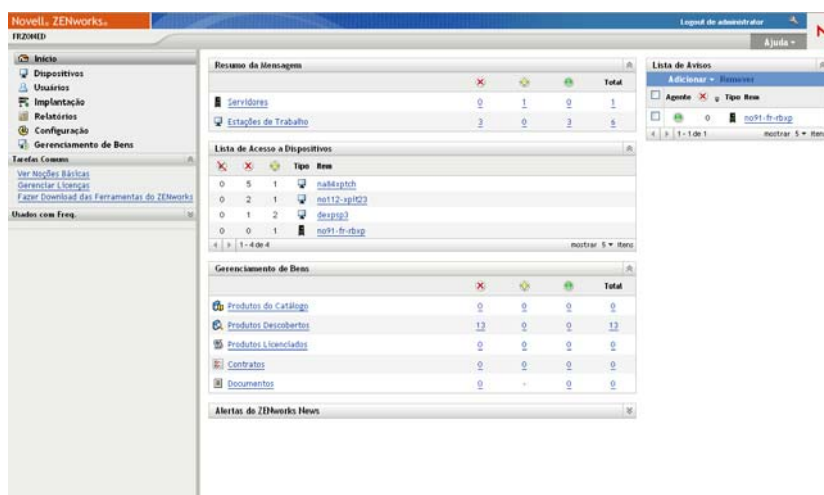 Novell® ZENworks®
Logout de administrator
FRZOMED
Ajuda
Início
Dispositivos
Usuários
Implantação
Relatórios
Configuração
Gerenciamento de Bens
Tarefas Comuns
Ver Noções Básicas
Gerenciar Licenças
Fazer Download das Ferramentas do ZENworks
Usados com Freq.
Resumo da Mensagem
Total
Servidores 0 1 0 1
Estações de Trabalho 3 0 3 6
Lista de Acesso a Dispositivos
Tipo Item
0 5 1 na84xptch
0 2 1 no112-xplt23
0 1 2 dexpsp3
0 0 1 no91-fr-rbxp
1 - 4 de 4 mostrar 5 itens
Gerenciamento de Bens
Total
Produtos do Catálogo 0 0 0 0
Produtos Descobertos 13 0 0 13
Produtos Licenciados 0 0 0 0
Contratos 0 0 0 0
Documentos 0 - 0 0
Alertas do ZENworks News
Lista de Avisos
Adicionar Remover
Agente Tipo Item
0 no91-fr-rbxp
1 - 1 de 1 mostrar 5 iten